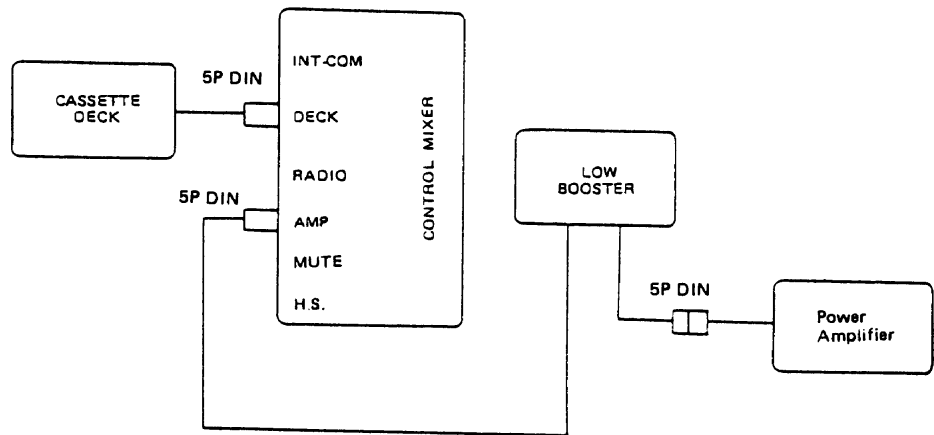 CASSETTE
DECK
5P DIN
INT-COM
DECK
RADIO
5P DIN
AMP
MUTE
H.S.
CONTROL MIXER
LOW
BOOSTER
5P DIN
Power
Amplifier